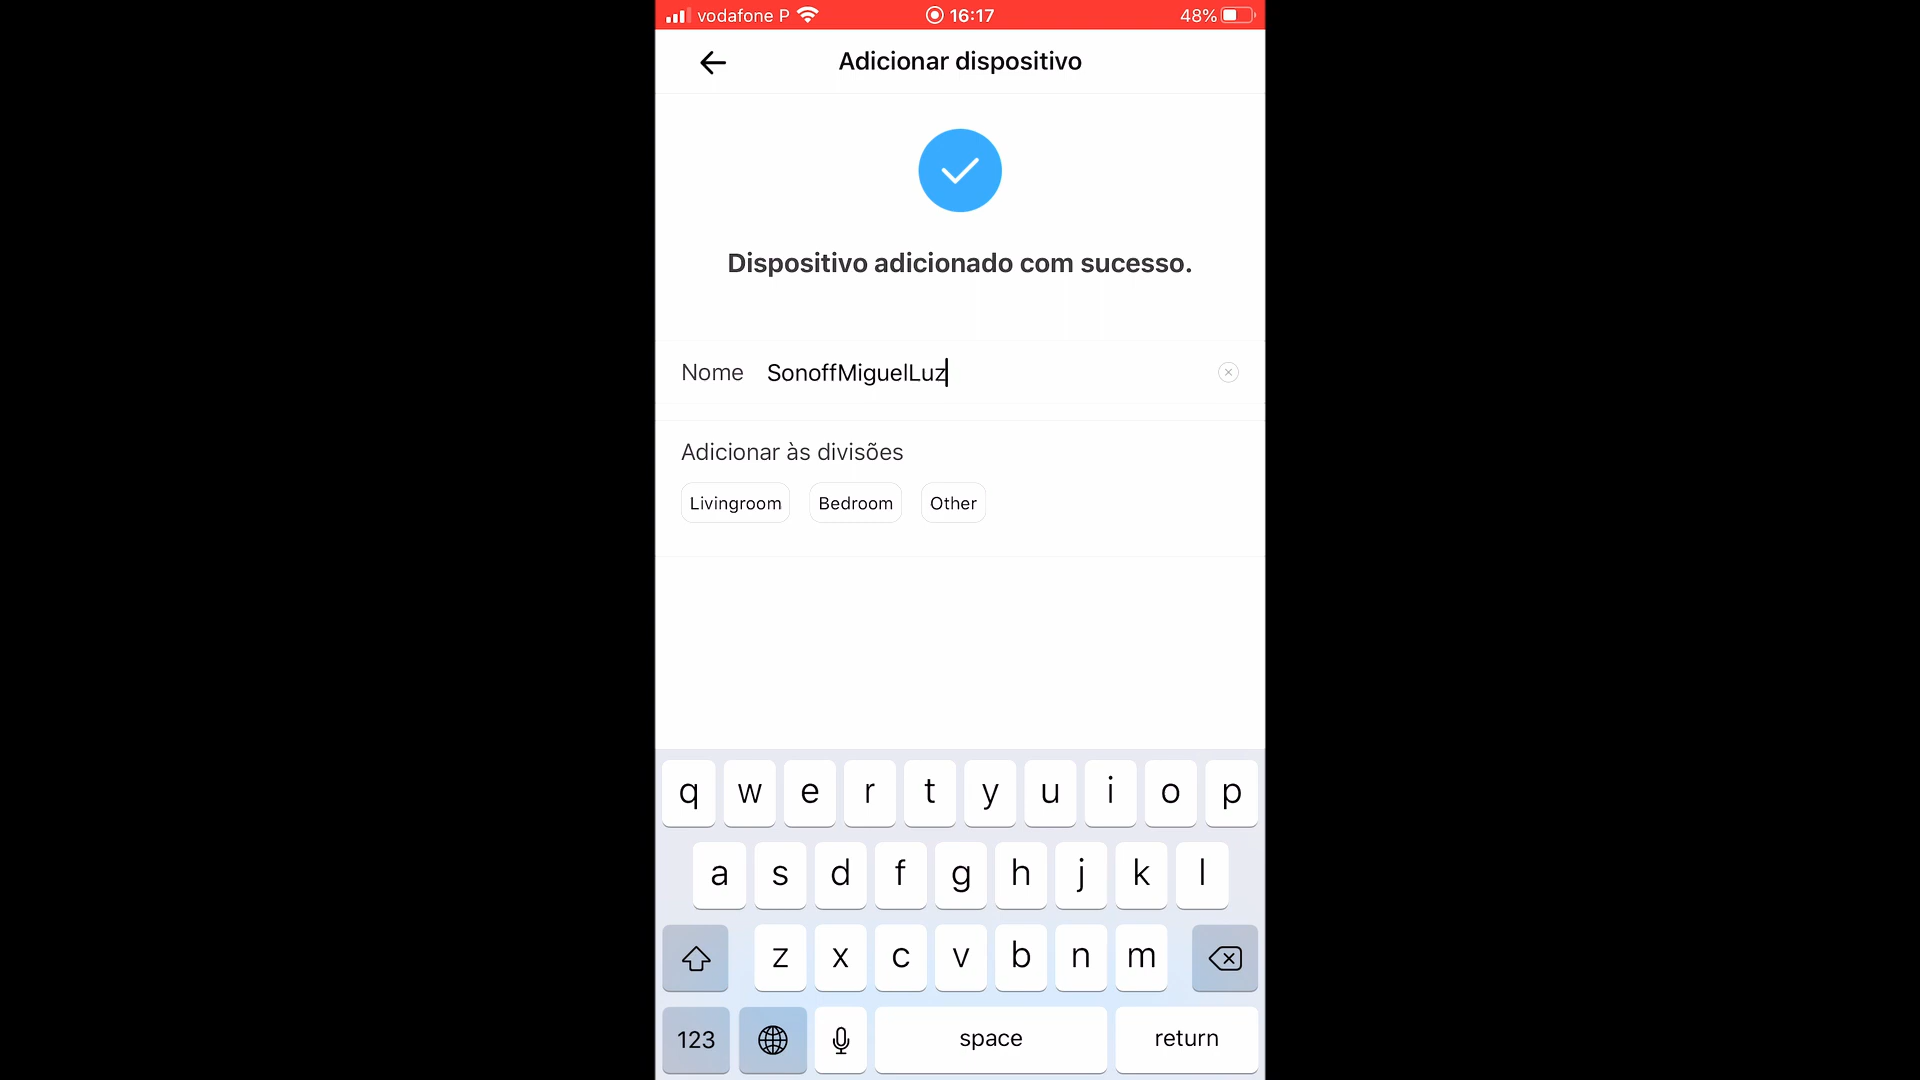 vodafone P 16:17 48%
Adicionar dispositivo
Dispositivo adicionado com sucesso.
Nome SonoffMiguelLuz
Adicionar às divisões
Livingroom Bedroom Other
q w e r t y u i o p
a s d f g h j k l
z x c v b n m
123 space return